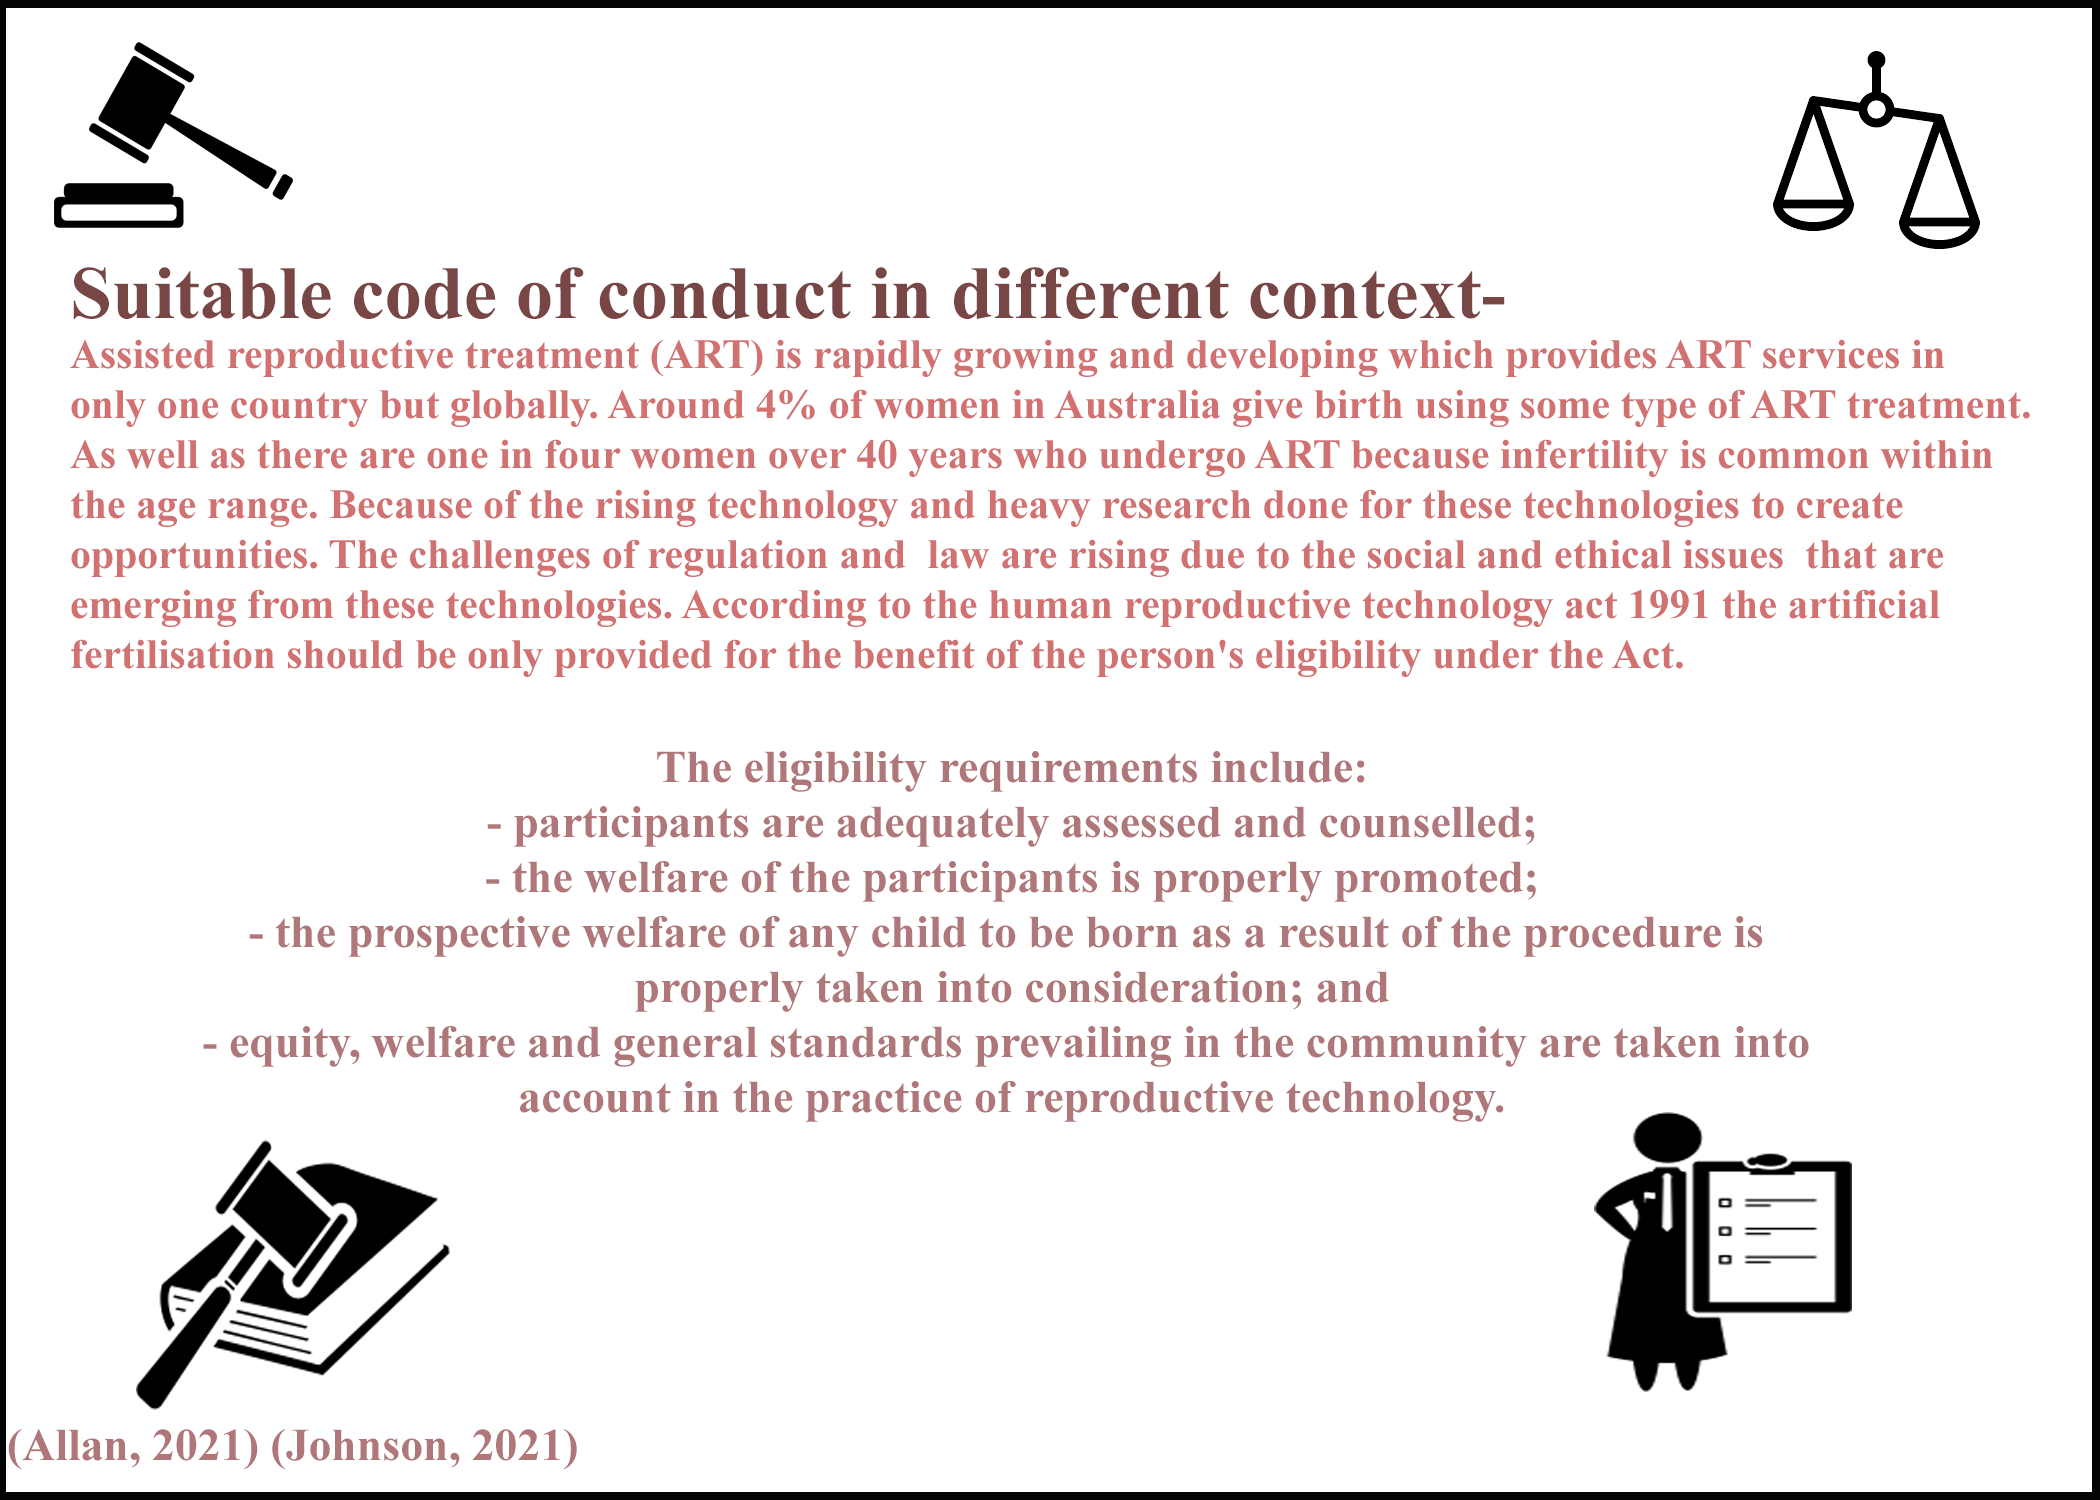 Suitable code of conduct in different context-
Assisted reproductive treatment (ART) is rapidly growing and developing which provides ART services in
only one country but globally. Around 4% of women in Australia give birth using some type of ART treatment.
As well as there are one in four women over 40 years who undergo ART because infertility is common within
the age range. Because of the rising technology and heavy research done for these technologies to create
opportunities. The challenges of regulation and  law are rising due to the social and ethical issues  that are
emerging from these technologies. According to the human reproductive technology act 1991 the artificial
fertilisation should be only provided for the benefit of the person's eligibility under the Act.
The eligibility requirements include:
- participants are adequately assessed and counselled;
- the welfare of the participants is properly promoted;
- the prospective welfare of any child to be born as a result of the procedure is
properly taken into consideration; and
- equity, welfare and general standards prevailing in the community are taken into
account in the practice of reproductive technology.
(Allan, 2021) (Johnson, 2021)